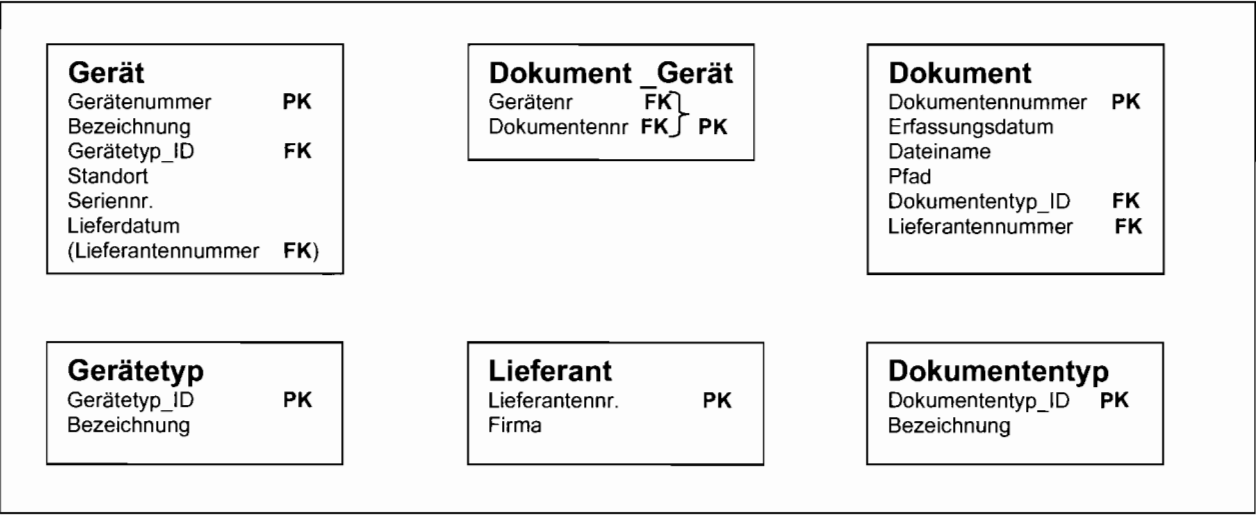 Gerät
Gerätenummer PK
Bezeichnung
Gerätetyp_ID FK
Standort
Seriennr.
Lieferdatum
(Lieferantennummer FK)
Dokument _Gerät
Gerätenr FK
Dokumentennr FK PK
Dokument
Dokumentennummer PK
Erfassungsdatum
Dateiname
Pfad
Dokumententyp_ID FK
Lieferantennummer FK
Gerätetyp
Gerätetyp_ID PK
Bezeichnung
Lieferant
Lieferantennr. PK
Firma
Dokumententyp
Dokumententyp_ID PK
Bezeichnung